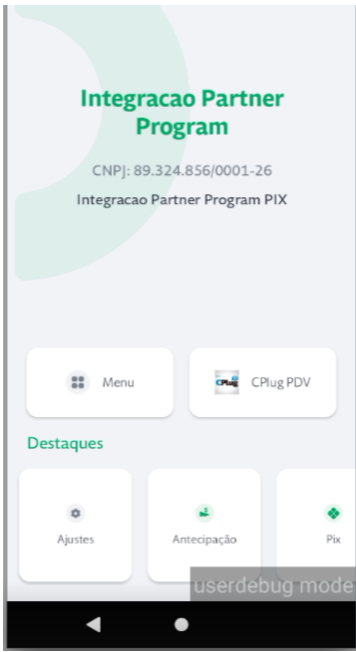 Integracao Partner
Program
CNPJ: 89.324.856/0001-26
Integracao Partner Program PIX
Menu
CPlug
CPlug PDV
Destaques
Ajustes
Antecipação
Pix
userdebug mode